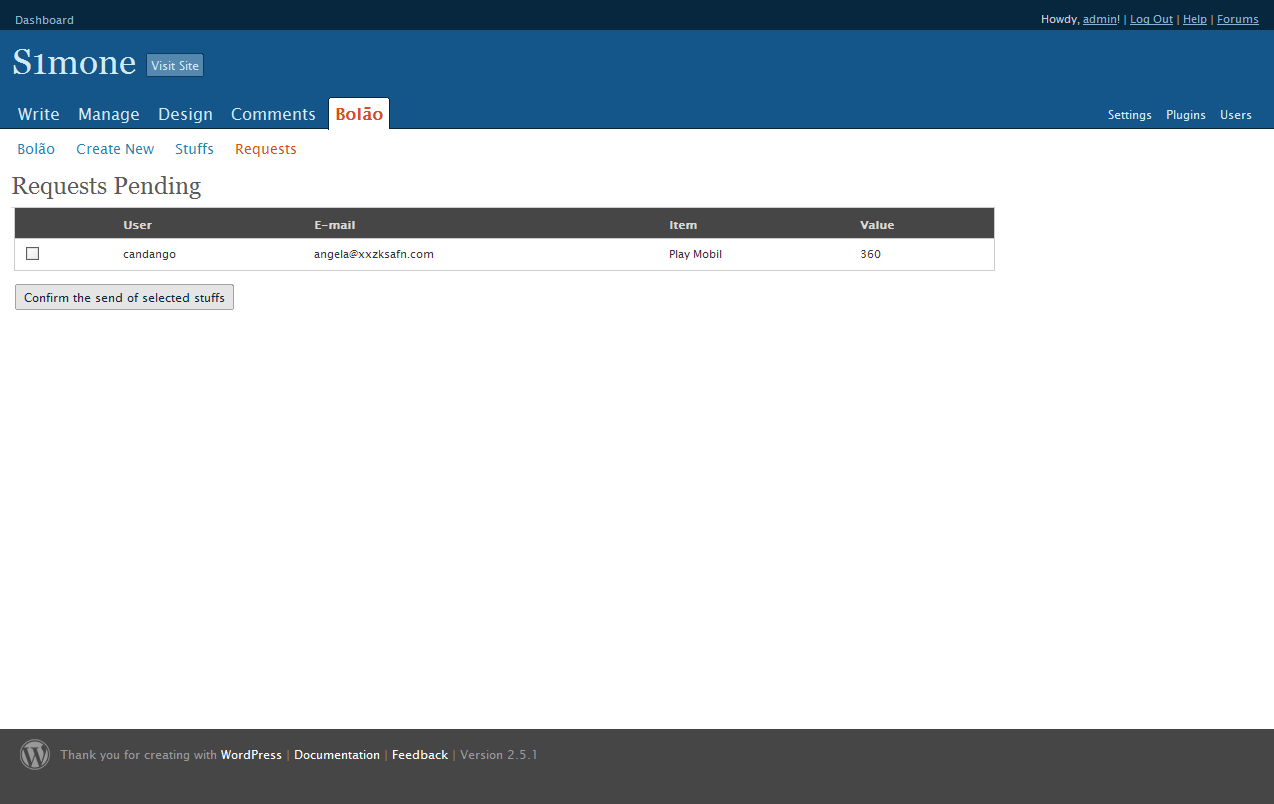 Dashboard
Howdy, admin! | Log Out | Help | Forums
S1mone Visit Site
Write Manage Design Comments Bolão
Settings Plugins Users
Bolão Create New Stuffs Requests
Requests Pending
User E-mail Item Value
candango angela@xxzksafn.com Play Mobil 360
Confirm the send of selected stuffs
Thank you for creating with WordPress | Documentation | Feedback | Version 2.5.1